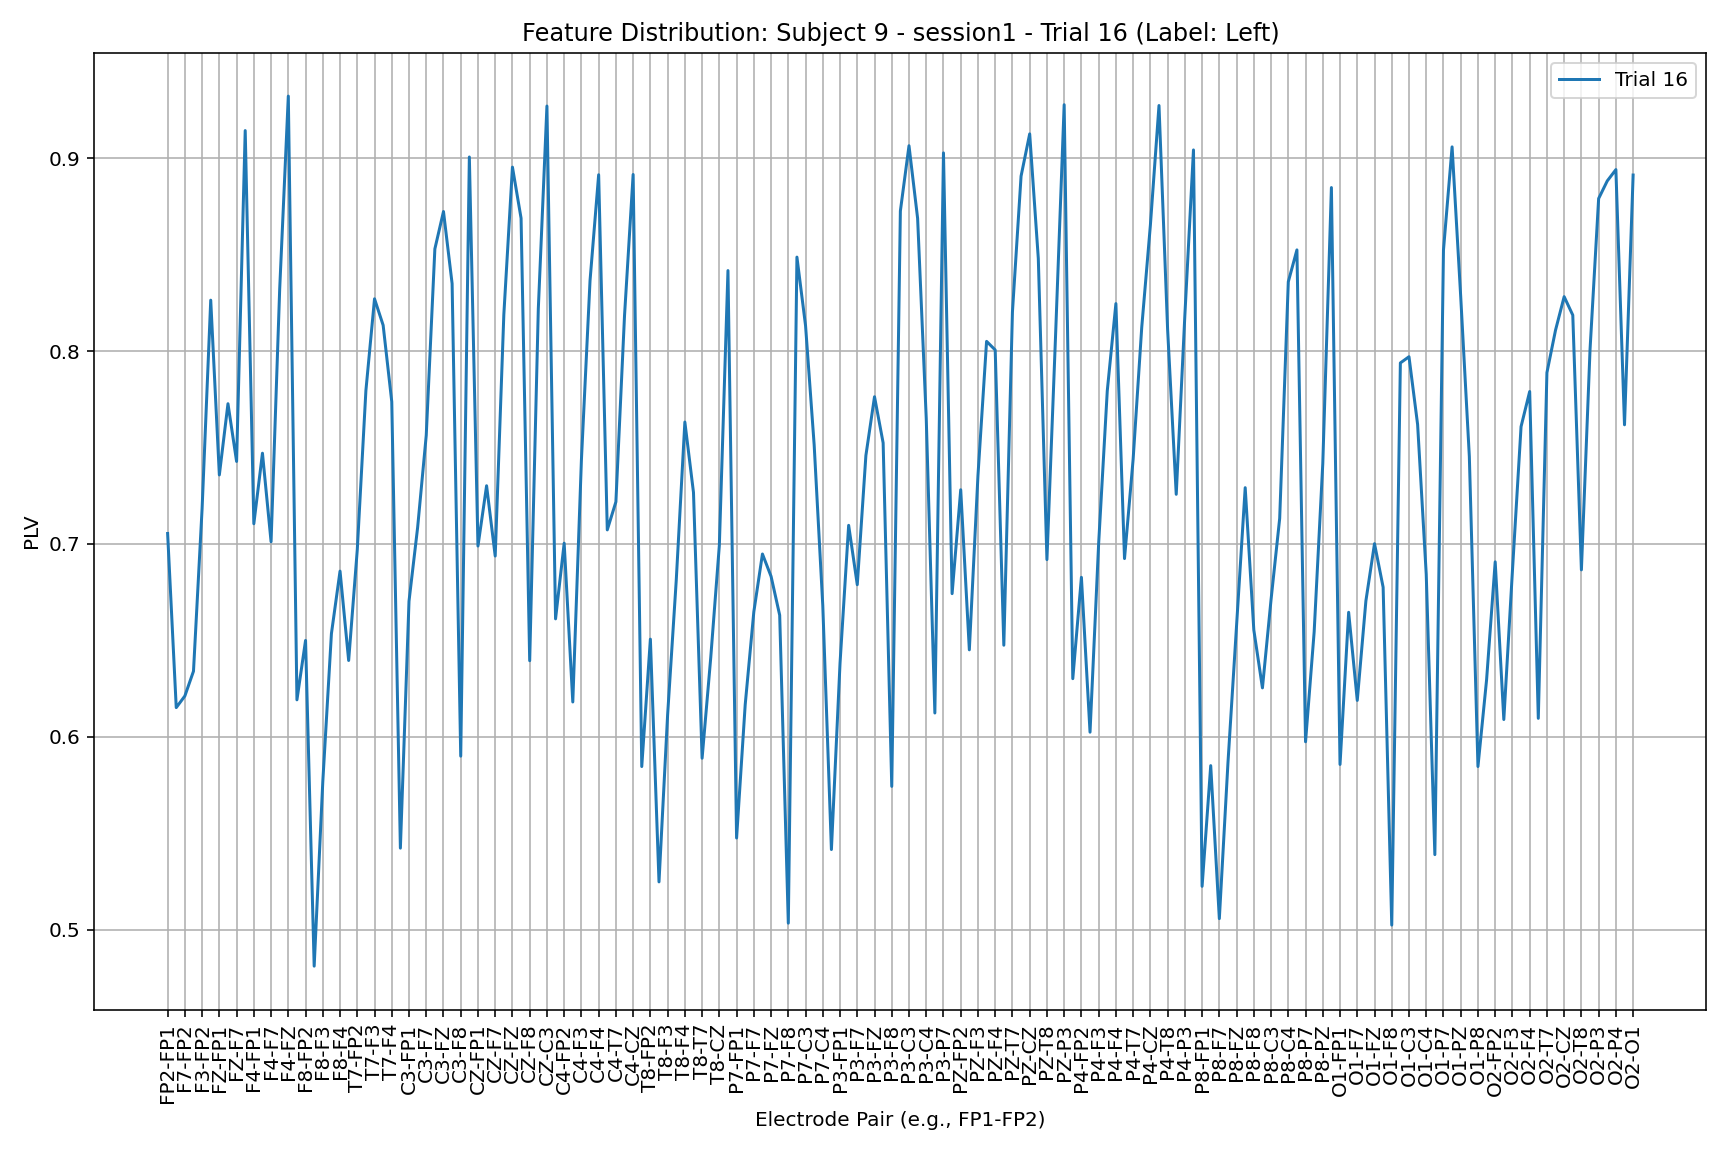 Feature Distribution: Subject 9 - session1 - Trial 16 (Label: Left)
Trial 16
PLV
0.9
0.8
0.7
0.6
0.5
FP2-FP1
F7-FP2
F3-FP2
FZ-FP1
FZ-F7
F4-FP1
F4-F7
F4-FZ
F8-FP2
F8-F3
F8-F4
T7-FP2
T7-F3
T7-F4
C3-FP1
C3-F7
C3-FZ
C3-F8
CZ-FP1
CZ-F7
CZ-FZ
CZ-F8
CZ-C3
C4-FP2
C4-F3
C4-F4
C4-T7
C4-CZ
T8-FP2
T8-F3
T8-F4
T8-T7
T8-CZ
P7-FP1
P7-F7
P7-FZ
P7-F8
P7-C3
P7-C4
P3-FP1
P3-F7
P3-FZ
P3-F8
P3-C3
P3-C4
P3-P7
PZ-FP2
PZ-F3
PZ-F4
PZ-T7
PZ-CZ
PZ-T8
PZ-P3
P4-FP2
P4-F3
P4-F4
P4-T7
P4-CZ
P4-T8
P4-P3
P8-FP1
P8-F7
P8-FZ
P8-F8
P8-C3
P8-C4
P8-P7
P8-PZ
O1-FP1
O1-F7
O1-FZ
O1-F8
O1-C3
O1-C4
O1-P7
O1-PZ
O1-P8
O2-FP2
O2-F3
O2-F4
O2-T7
O2-CZ
O2-T8
O2-P3
O2-P4
O2-O1
Electrode Pair (e.g., FP1-FP2)